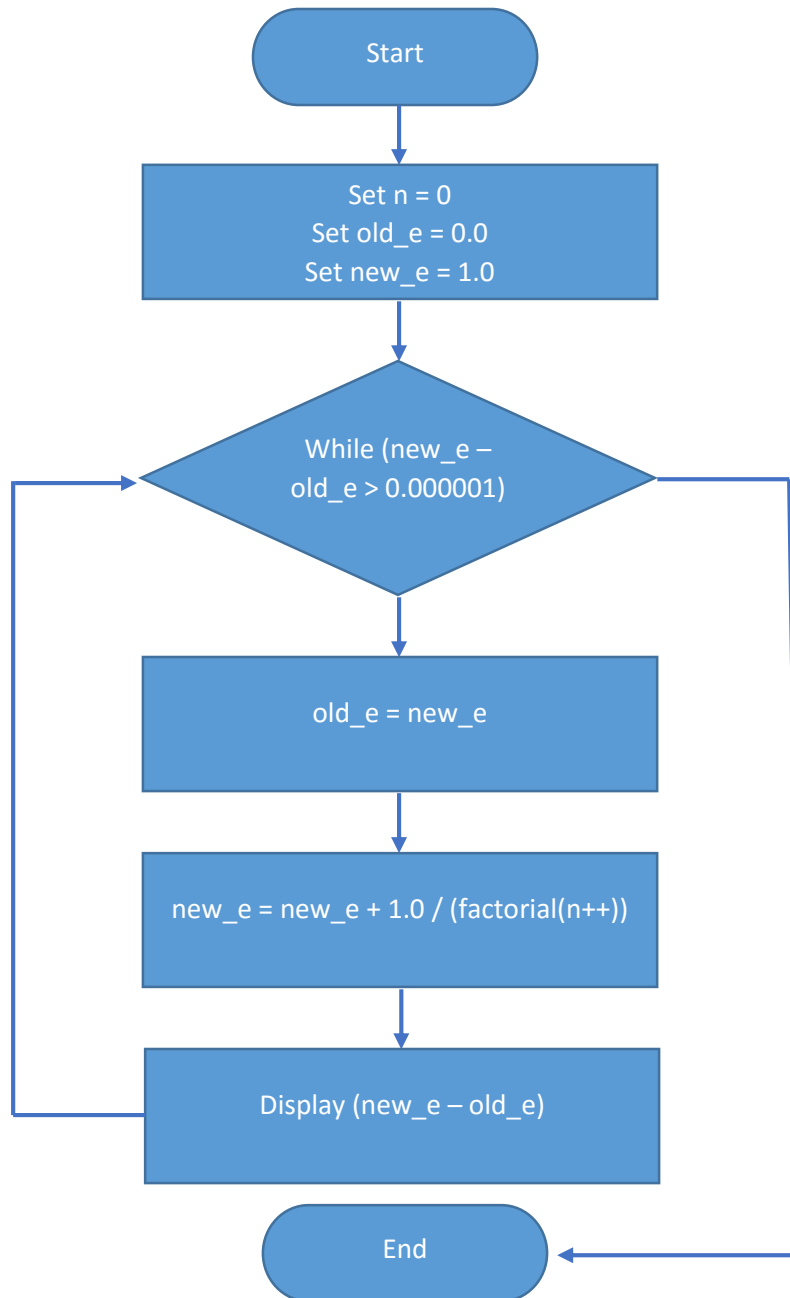 Start
Set n = 0
Set old_e = 0.0
Set new_e = 1.0
While (new_e –
old_e > 0.000001)
old_e = new_e
new_e = new_e + 1.0 / (factorial(n++))
Display (new_e – old_e)
End